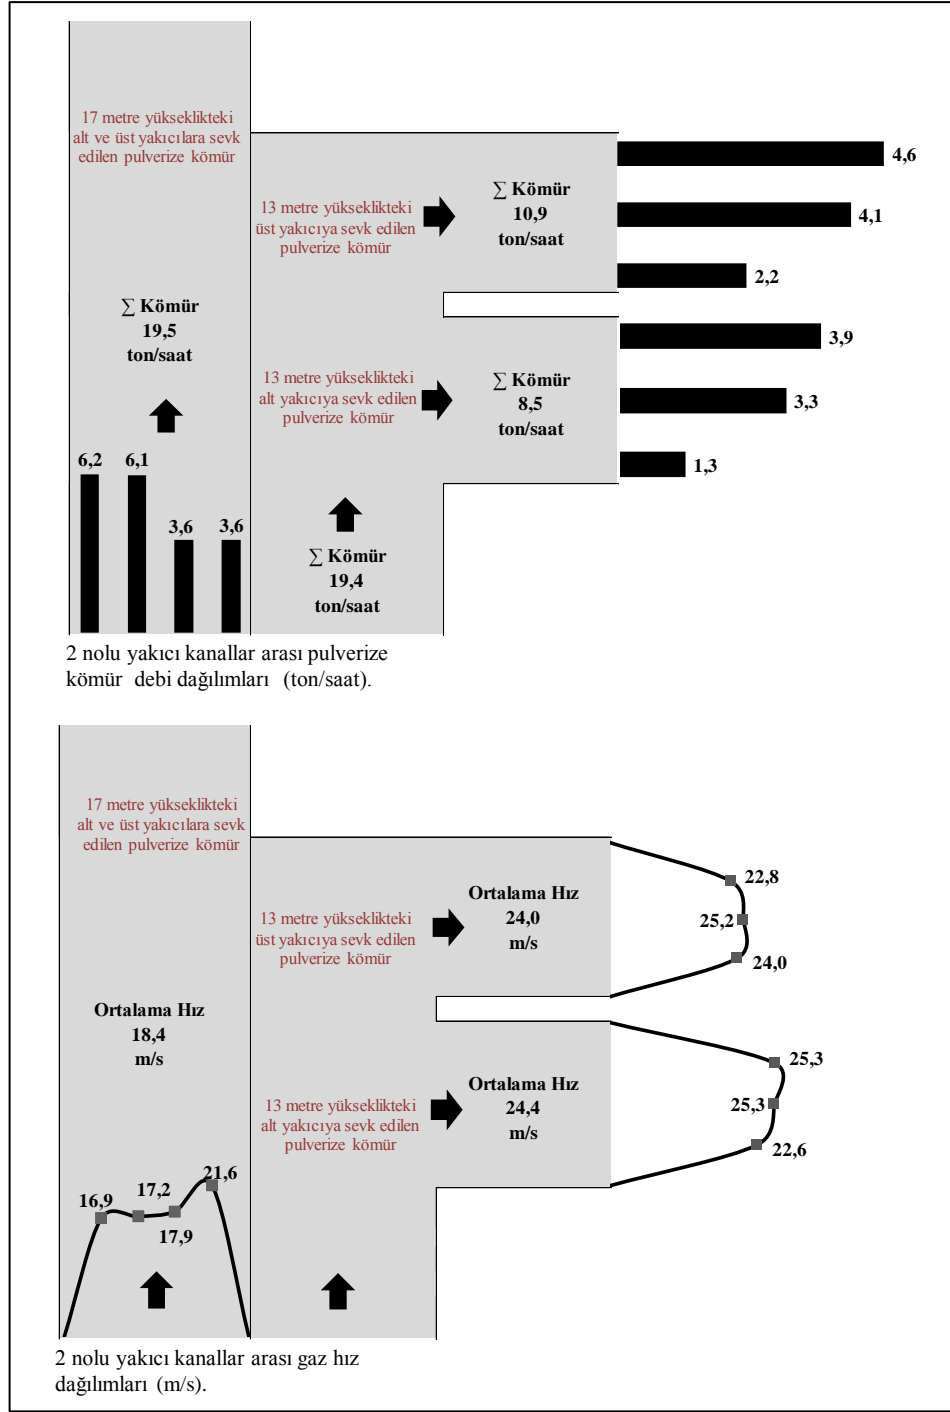 17 metre yükseklikteki
alt ve üst yakıcılara sevk
edilen pulverize kömür
13 metre yükseklikteki
üst yakıcıya sevk edilen
pulverize kömür
∑ Kömür
10,9
ton/saat
4,6
4,1
2,2
∑ Kömür
19,5
ton/saat
13 metre yükseklikteki
alt yakıcıya sevk edilen
pulverize kömür
∑ Kömür
8,5
ton/saat
3,9
3,3
1,3
6,2
6,1
3,6
3,6
∑ Kömür
19,4
ton/saat
2 nolu yakıcı kanallar arası pulverize
kömür debi dağılımları (ton/saat).
17 metre yükseklikteki
alt ve üst yakıcılara sevk
edilen pulverize kömür
13 metre yükseklikteki
üst yakıcıya sevk edilen
pulverize kömür
Ortalama Hız
24,0
m/s
22,8
25,2
24,0
Ortalama Hız
18,4
m/s
13 metre yükseklikteki
alt yakıcıya sevk edilen
pulverize kömür
Ortalama Hız
24,4
m/s
25,3
25,3
22,6
16,9
17,2
17,9
21,6
2 nolu yakıcı kanallar arası gaz hız
dağılımları (m/s).